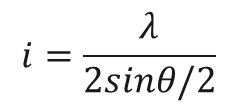 i = λ / 2sinθ/2